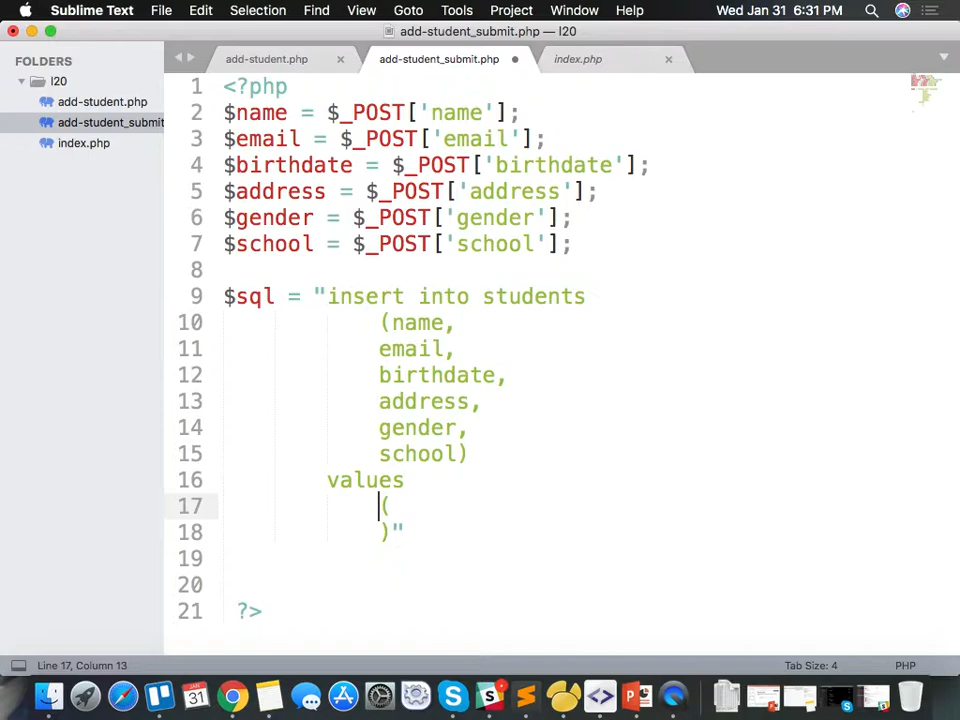 Sublime Text File Edit Selection Find View Goto Tools Project Window Help Wed Jan 31 6:31 PM
add-student_submit.php — l20
FOLDERS
l20
add-student.php
add-student_submit
index.php
add-student.php
add-student_submit.php
index.php
1 <?php
2 $name = $_POST['name'];
3 $email = $_POST['email'];
4 $birthdate = $_POST['birthdate'];
5 $address = $_POST['address'];
6 $gender = $_POST['gender'];
7 $school = $_POST['school'];
8
9 $sql = "insert into students
10 (name,
11 email,
12 birthdate,
13 address,
14 gender,
15 school)
16 values
17 (
18 )"
19
20
21 ?>
Line 17, Column 13 Tab Size: 4 PHP